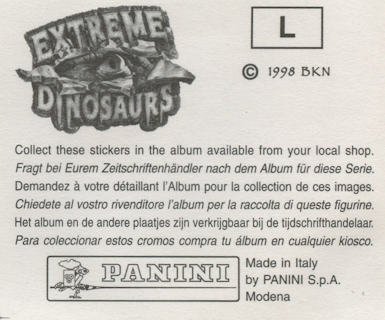 EXTREME
DINOSAURS
L
© 1998 BKN
Collect these stickers in the album available from your local shop.
Fragt bei Eurem Zeitschriftenhändler nach dem Album für diese Serie.
Demandez à votre détaillant l'Album pour la collection de ces images.
Chiedete al vostro rivenditore l'album per la raccolta di queste figurine.
Het album en de andere plaatjes zijn verkrijgbaar bij de tijdschrifthandelaar.
Para coleccionar estos cromos compra tu álbum en cualquier kiosco.
PANINI
Made in Italy
by PANINI S.p.A.
Modena